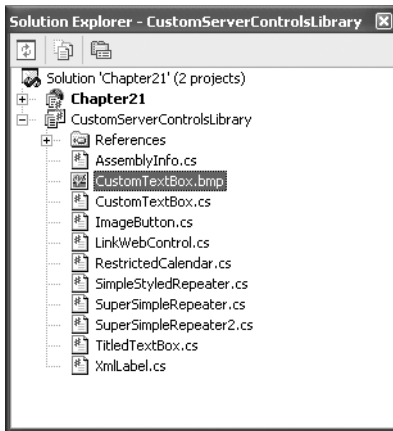 Solution Explorer - CustomServerControlsLibrary
Solution 'Chapter21' (2 projects)
Chapter21
CustomServerControlsLibrary
References
AssemblyInfo.cs
CustomTextBox.bmp
CustomTextBox.cs
ImageButton.cs
LinkWebControl.cs
RestrictedCalendar.cs
SimpleStyledRepeater.cs
SuperSimpleRepeater.cs
SuperSimpleRepeater2.cs
TitledTextBox.cs
XmlLabel.cs